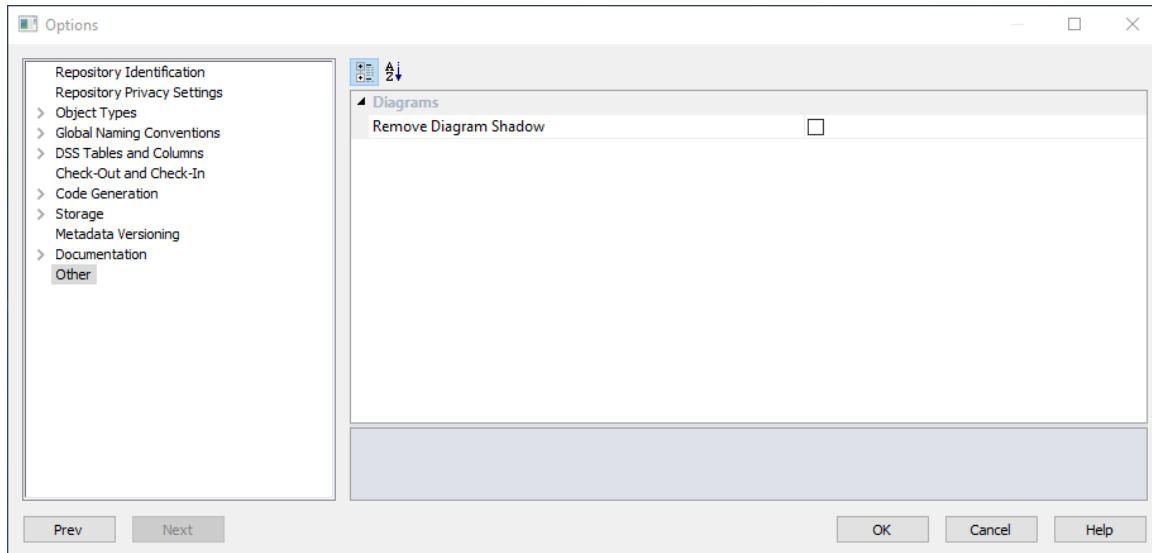 Options
Repository Identification
Repository Privacy Settings
Object Types
Global Naming Conventions
DSS Tables and Columns
Check-Out and Check-In
Code Generation
Storage
Metadata Versioning
Documentation
Other
Diagrams
Remove Diagram Shadow
Prev
Next
OK
Cancel
Help